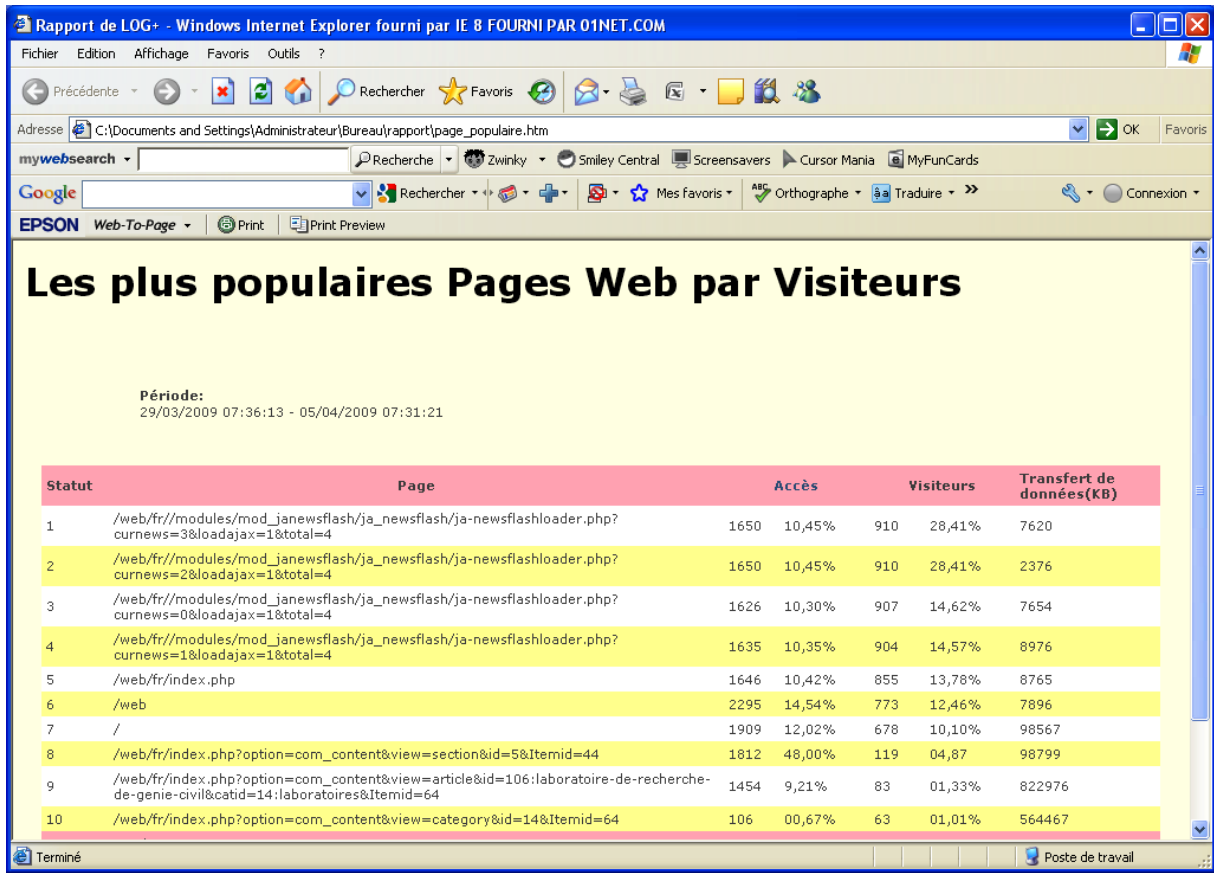 Rapport de LOG+ - Windows Internet Explorer fourni par IE 8 FOURNI PAR 01NET.COM
Fichier Edition Affichage Favoris Outils ?
Précédente Rechercher Favoris
Adresse C:\Documents and Settings\Administrateur\Bureau\rapport\page_populaire.htm OK Favoris
mywebsearch Recherche Zwinky Smiley Central Screensavers Cursor Mania MyFunCards
Google Rechercher Mes favoris Orthographe Traduire Connexion
EPSON Web-To-Page Print Print Preview
Les plus populaires Pages Web par Visiteurs
Période:
29/03/2009 07:36:13 - 05/04/2009 07:31:21
Statut Page Accès Visiteurs Transfert de
données(KB)
1 /web/fr//modules/mod_janewsflash/ja_newsflash/ja-newsflashloader.php? 1650 10,45% 910 28,41% 7620
curnews=3&loadajax=1&total=4
2 /web/fr//modules/mod_janewsflash/ja_newsflash/ja-newsflashloader.php? 1650 10,45% 910 28,41% 2376
curnews=2&loadajax=1&total=4
3 /web/fr//modules/mod_janewsflash/ja_newsflash/ja-newsflashloader.php? 1626 10,30% 907 14,62% 7654
curnews=0&loadajax=1&total=4
4 /web/fr//modules/mod_janewsflash/ja_newsflash/ja-newsflashloader.php? 1635 10,35% 904 14,57% 8976
curnews=1&loadajax=1&total=4
5 /web/fr/index.php 1646 10,42% 855 13,78% 8765
6 /web 2295 14,54% 773 12,46% 7896
7 / 1909 12,02% 678 10,10% 98567
8 /web/fr/index.php?option=com_content&view=section&id=5&Itemid=44 1812 48,00% 119 04,87 98799
9 /web/fr/index.php?option=com_content&view=article&id=106:laboratoire-de-recherche- 1454 9,21% 83 01,33% 822976
de-genie-civil&catid=14:laboratoires&Itemid=64
10 /web/fr/index.php?option=com_content&view=category&id=14&Itemid=64 106 00,67% 63 01,01% 564467
Terminé Poste de travail